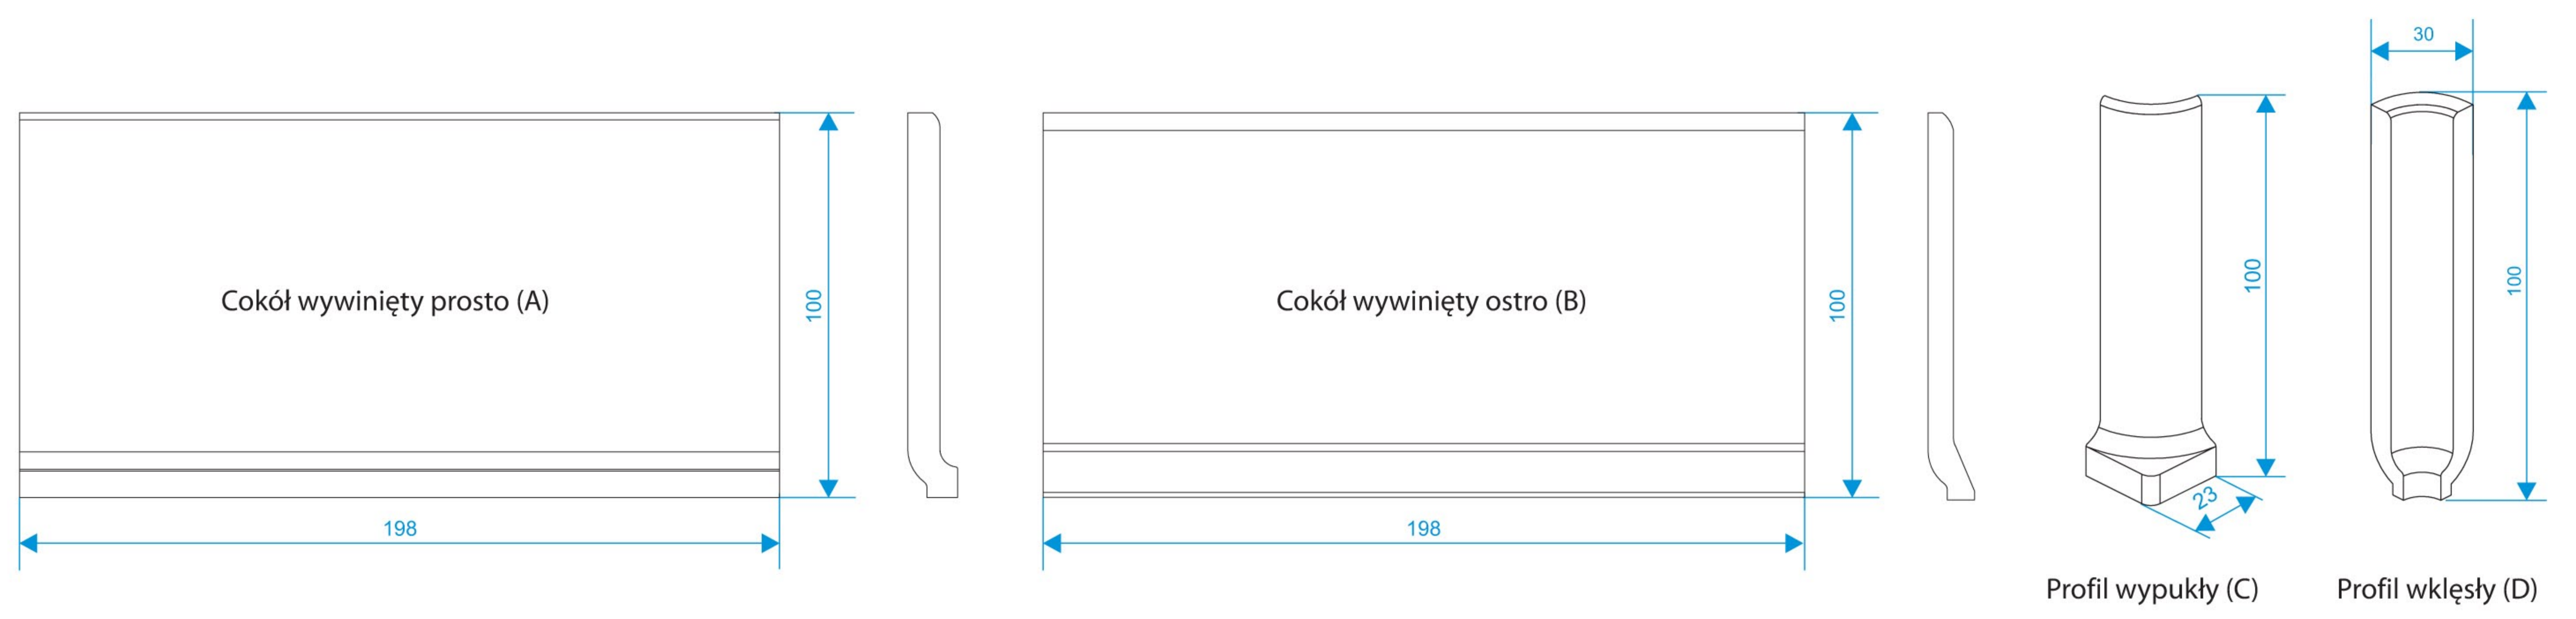 Cokół wywinięty prosto (A)
100
198
Cokół wywinięty ostro (B)
100
198
100
23
Profil wypukły (C)
30
100
Profil wklęsły (D)